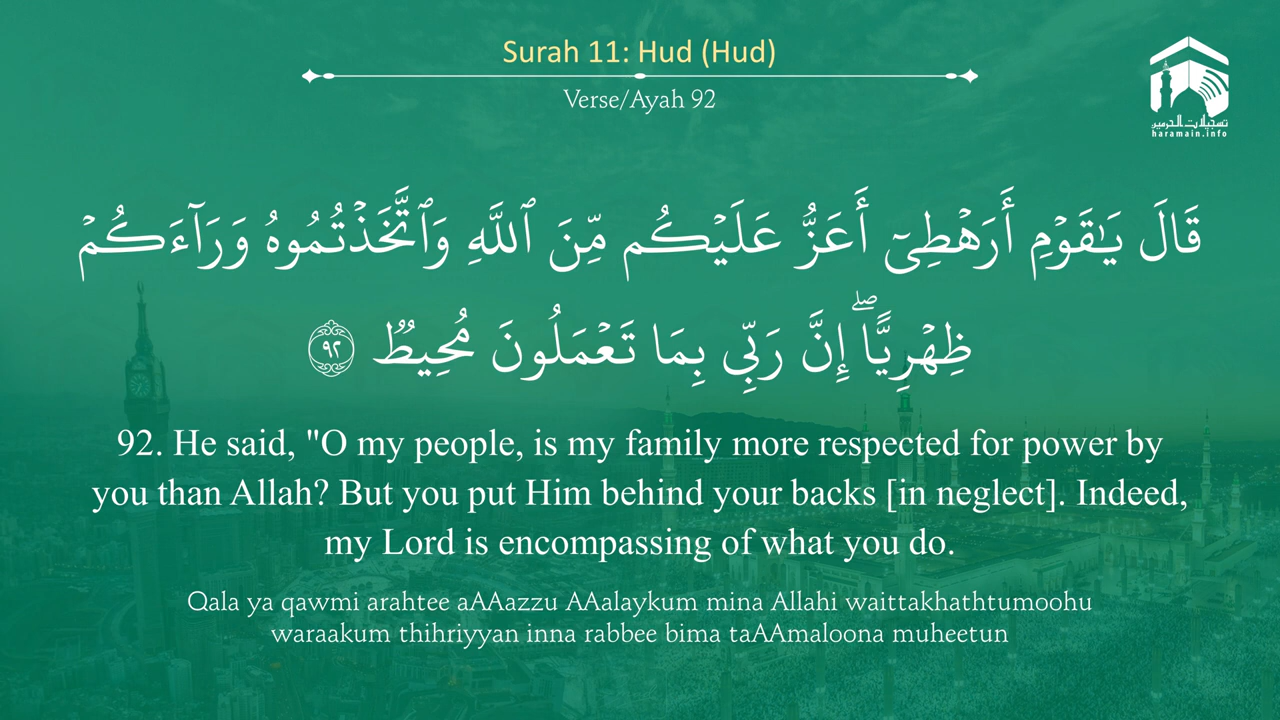 Surah 11: Hud (Hud)
Verse/Ayah 92
تسجيلات الحرمين
haramain.info
قَالَ يَـٰقَوۡمِ أَرَهۡطِىٓ أَعَزُّ عَلَيۡكُم مِّنَ ٱللَّهِ وَٱتَّخَذۡتُمُوهُ وَرَآءَكُمۡ
ظِهۡرِيًّاۖ إِنَّ رَبِّى بِمَا تَعۡمَلُونَ مُحِيطٌ ٩٢
92. He said, "O my people, is my family more respected for power by
you than Allah? But you put Him behind your backs [in neglect]. Indeed,
my Lord is encompassing of what you do.
Qala ya qawmi arahtee aAAazzu AAalaykum mina Allahi waittakhathtumoohu
waraakum thihriyyan inna rabbee bima taAAmaloona muheetun